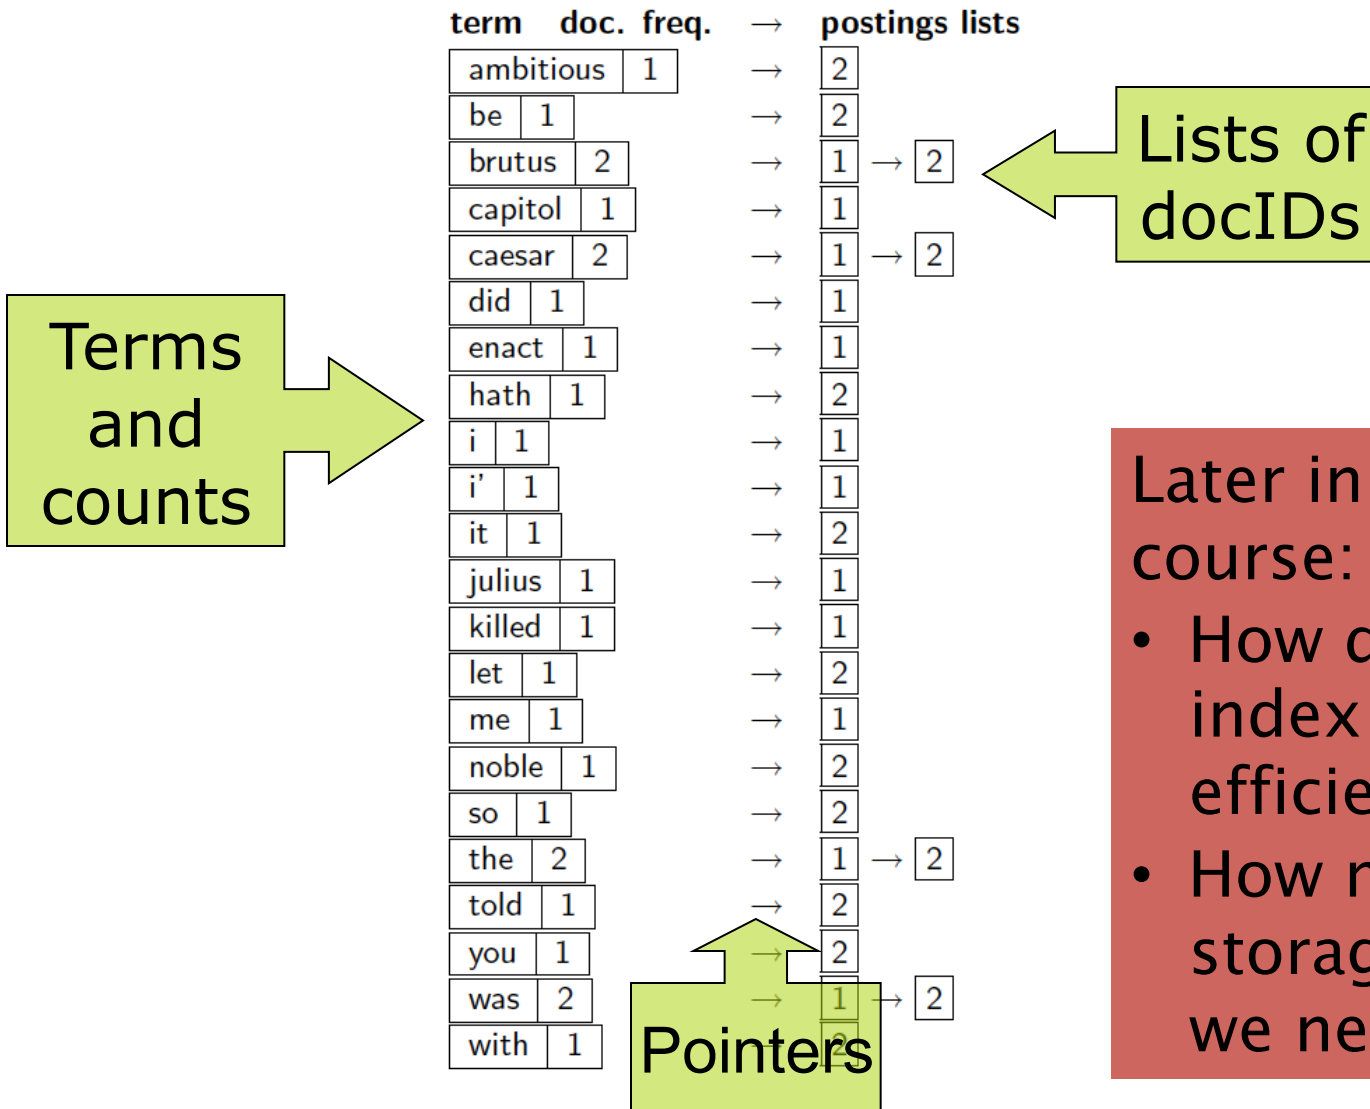 term doc. freq. → postings lists
ambitious 1 → 2
be 1 → 2
brutus 2 → 1 → 2
capitol 1 → 1
caesar 2 → 1 → 2
did 1 → 1
enact 1 → 1
hath 1 → 2
i 1 → 1
i' 1 → 1
it 1 → 2
julius 1 → 1
killed 1 → 1
let 1 → 2
me 1 → 1
noble 1 → 2
so 1 → 2
the 2 → 1 → 2
told 1 → 2
you 1 → 2
was 2 → 1 → 2
with 1 → 2
Terms
and
counts
Pointers
Lists of
docIDs
Later in
course:
• How
index
• How
we